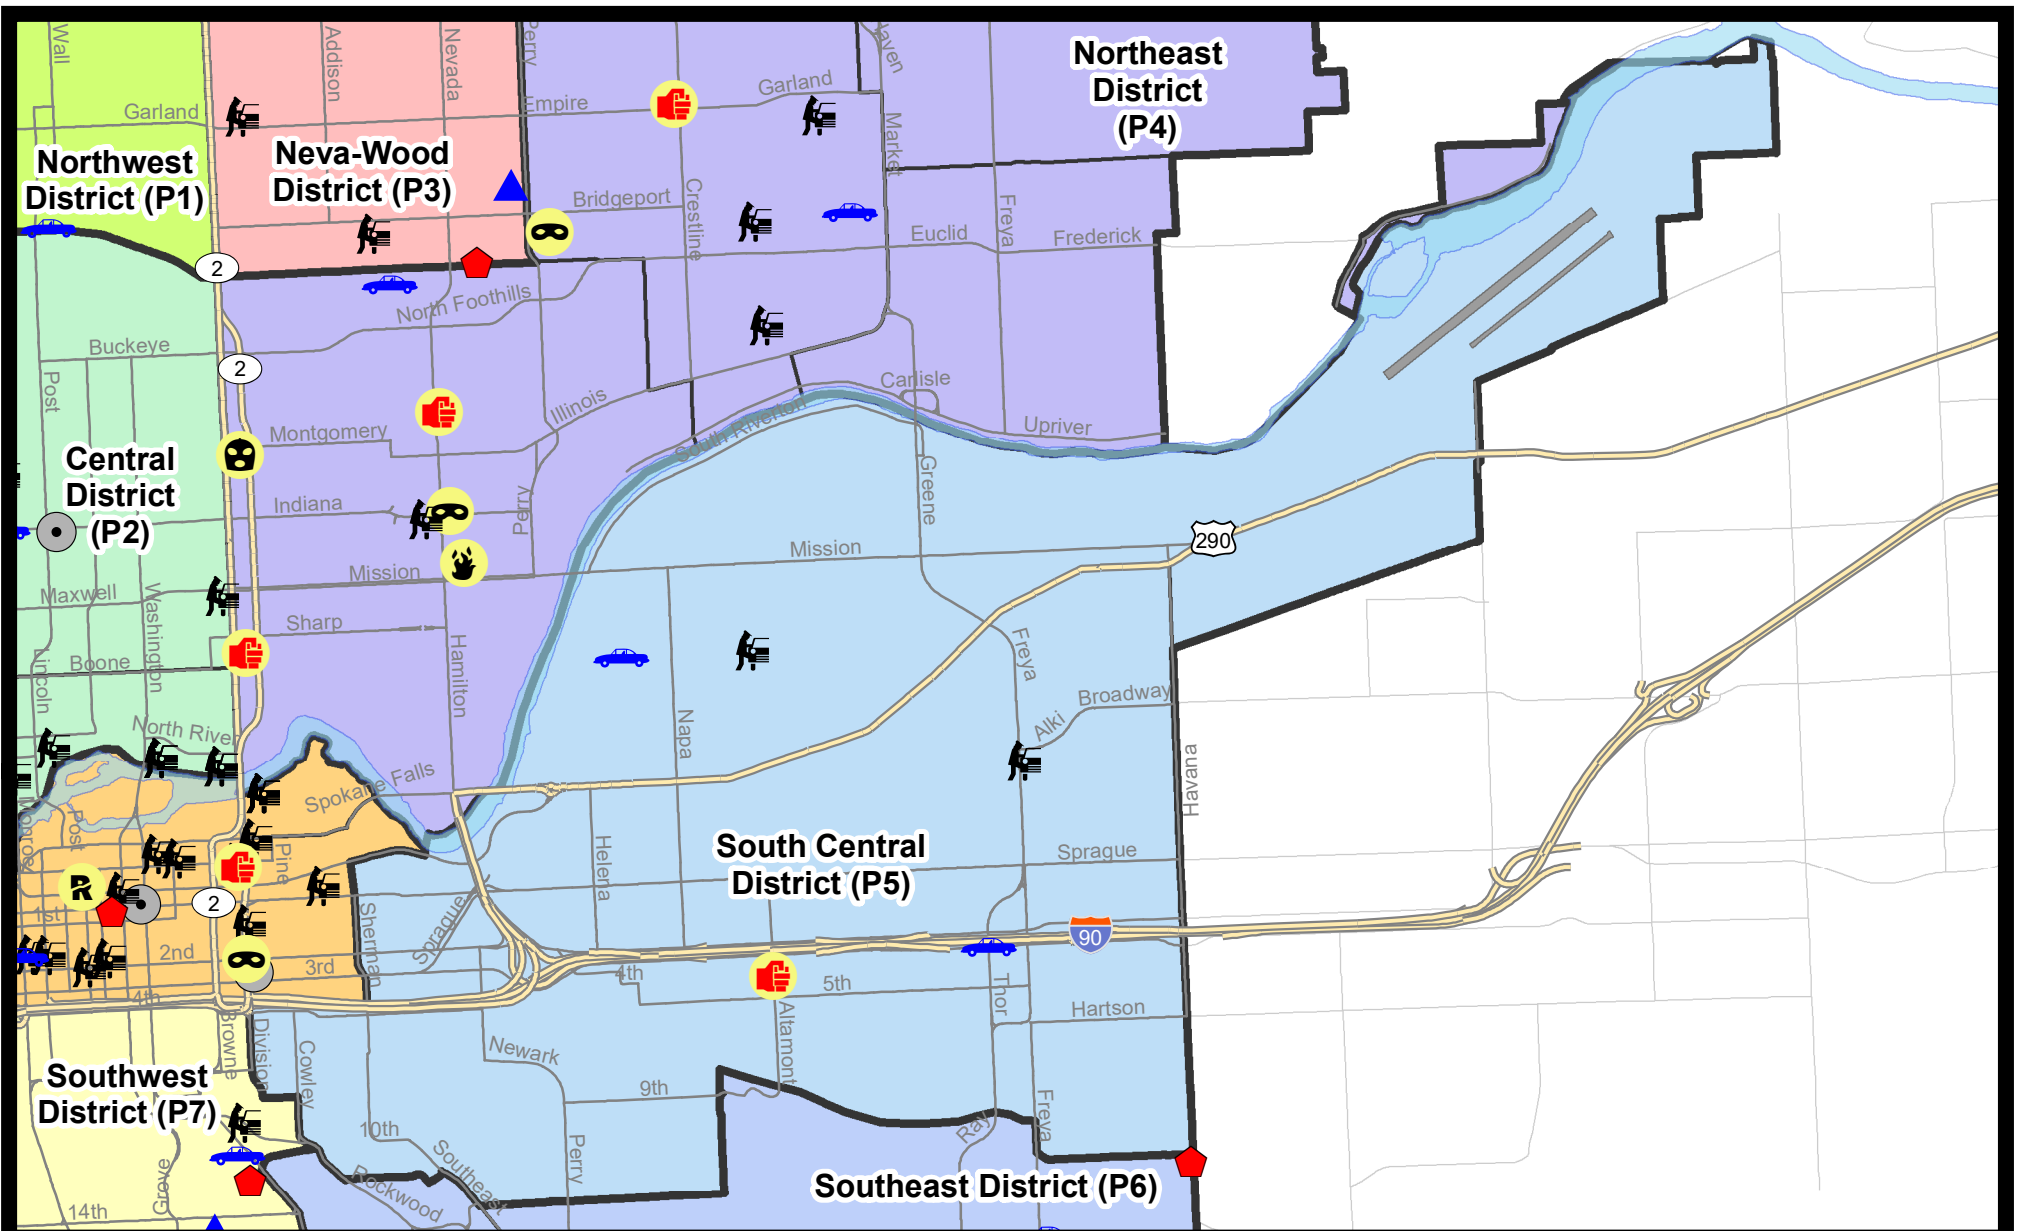 Wall
Addison
Nevada
Perry
Haven
Northeast
District
(P4)
Garland
Garland
Empire
Market
Northwest
District (P1)
Neva-Wood
District (P3)
Bridgeport
Crestline
Freya
Euclid
Frederick
2
North Foothills
Buckeye
2
Post
Carlisle
Illinois
South Riverton
Upriver
Montgomery
Central
District
(P2)
Greene
Indiana
Perry
290
Mission
Mission
Maxwell
Washington
Sharp
Hamilton
Freya
Lincoln
Boone
Broadway
Alki
Napa
North River
Havana
Falls
Spokane
Monroe
Post
Pine
Helena
South Central
District (P5)
Sprague
R
1st
2
Sherman
Sprague
90
2nd
3rd
4th
5th
4th
Thor
Hartson
Altamont
Browne
Division
Cowley
Newark
Southwest
District (P7)
9th
Freya
10th
Ray
Southeast
Perry
Grove
Rockwood
Southeast District (P6)
14th